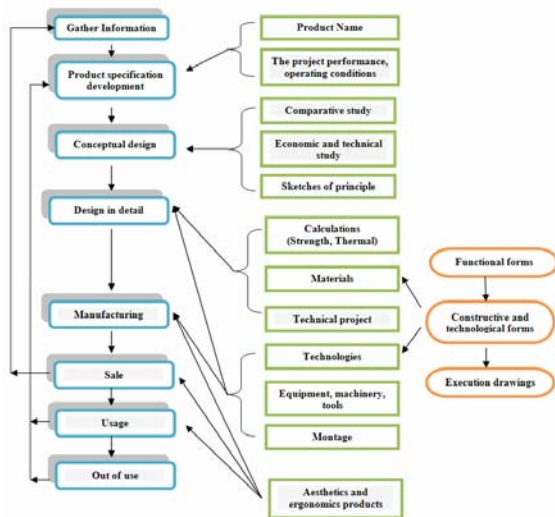 Gather Information
Product specification
development
Conceptual design
Design in detail
Manufacturing
Sale
Usage
Out of use
Product Name
The project performance,
operating conditions
Comparative study
Economic and technical
study
Sketches of principle
Calculations
(Strength, Thermal)
Materials
Technical project
Technologies
Equipment, machinery,
tools
Montage
Aesthetics and
ergonomics products
Functional forms
Constructive and
technological forms
Execution drawings